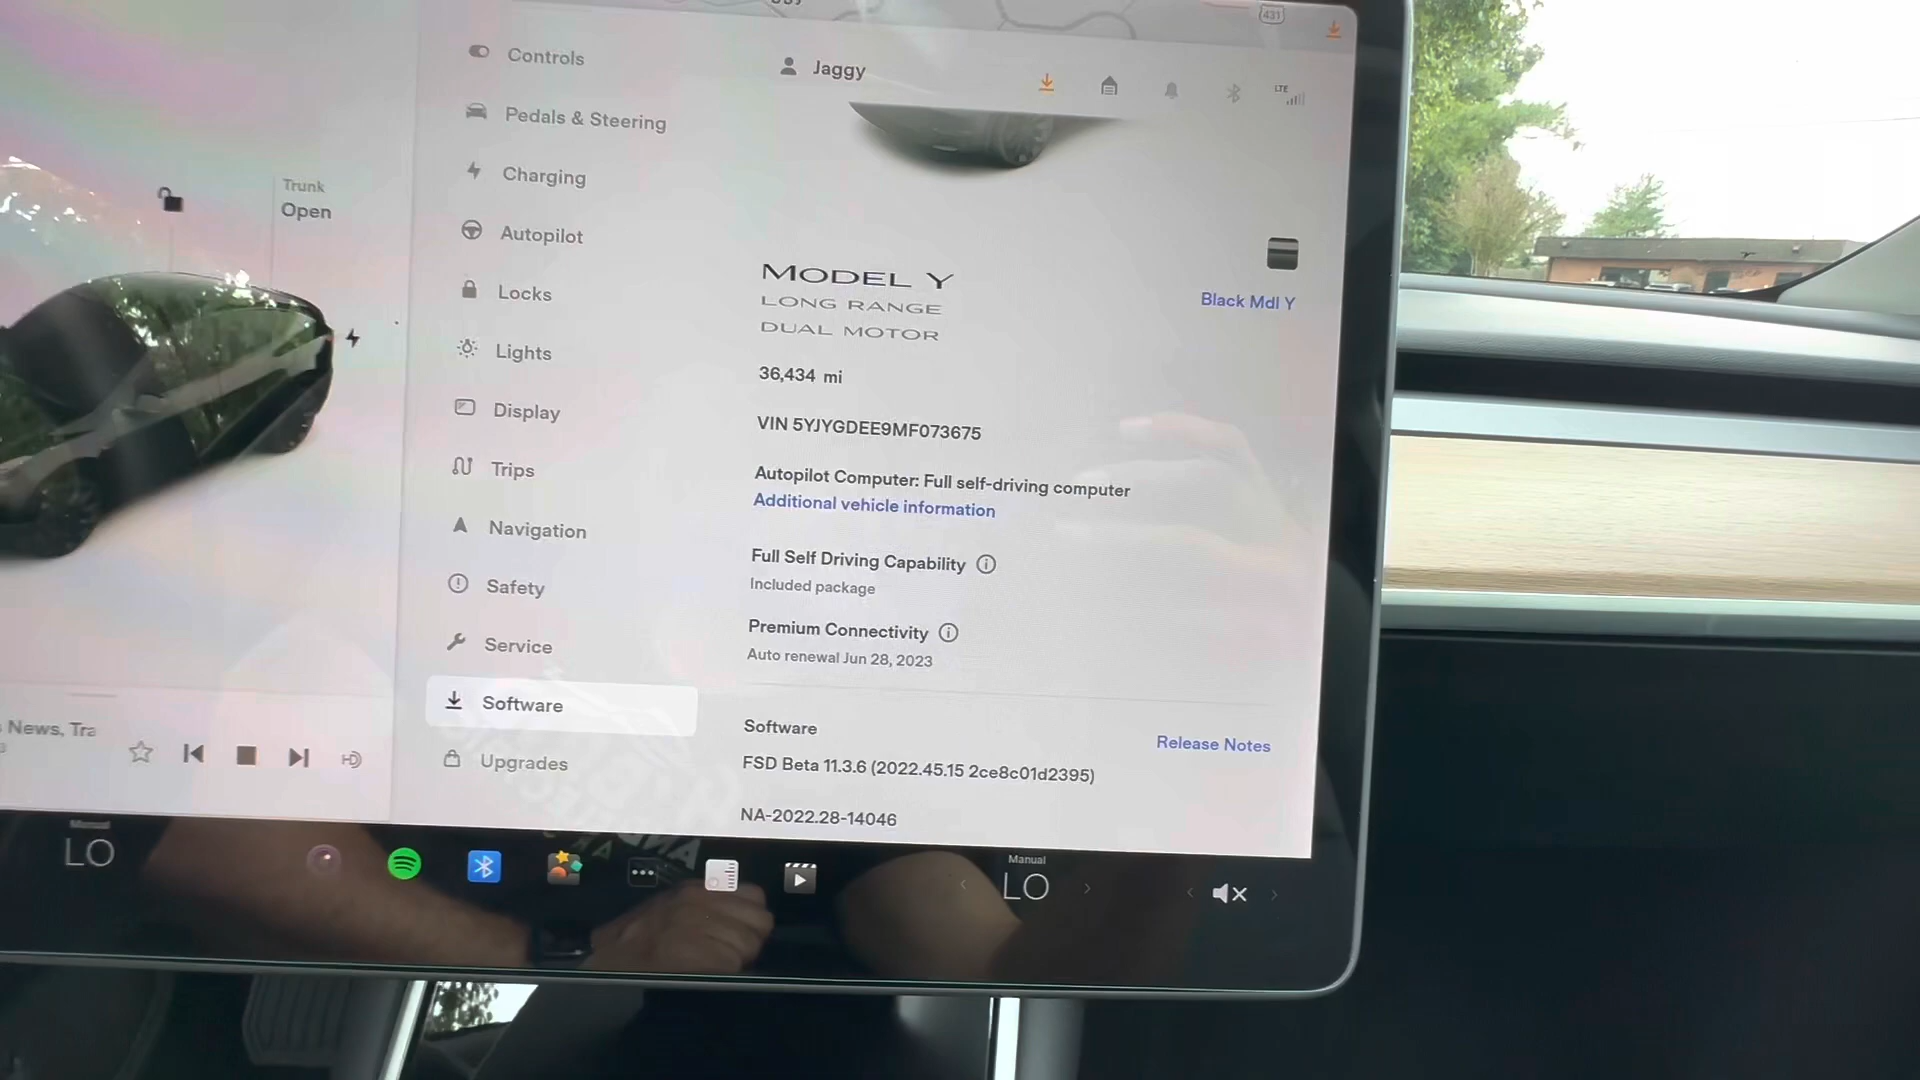 431
Controls
Pedals & Steering
Charging
Autopilot
Locks
Lights
Display
Trips
Navigation
Safety
Service
Software
Upgrades
Jaggy
LTE
Trunk
Open
MODEL Y
LONG RANGE
DUAL MOTOR
Black Mdl Y
36,434 mi
VIN 5YJYGDEE9MF073675
Autopilot Computer: Full self-driving computer
Additional vehicle information
Full Self Driving Capability
Included package
Premium Connectivity
Auto renewal Jun 28, 2023
Software
Release Notes
FSD Beta 11.3.6 (2022.45.15 2ce8c01d2395)
NA-2022.28-14046
News, Tra
HD
Manual
LO
Manual
LO